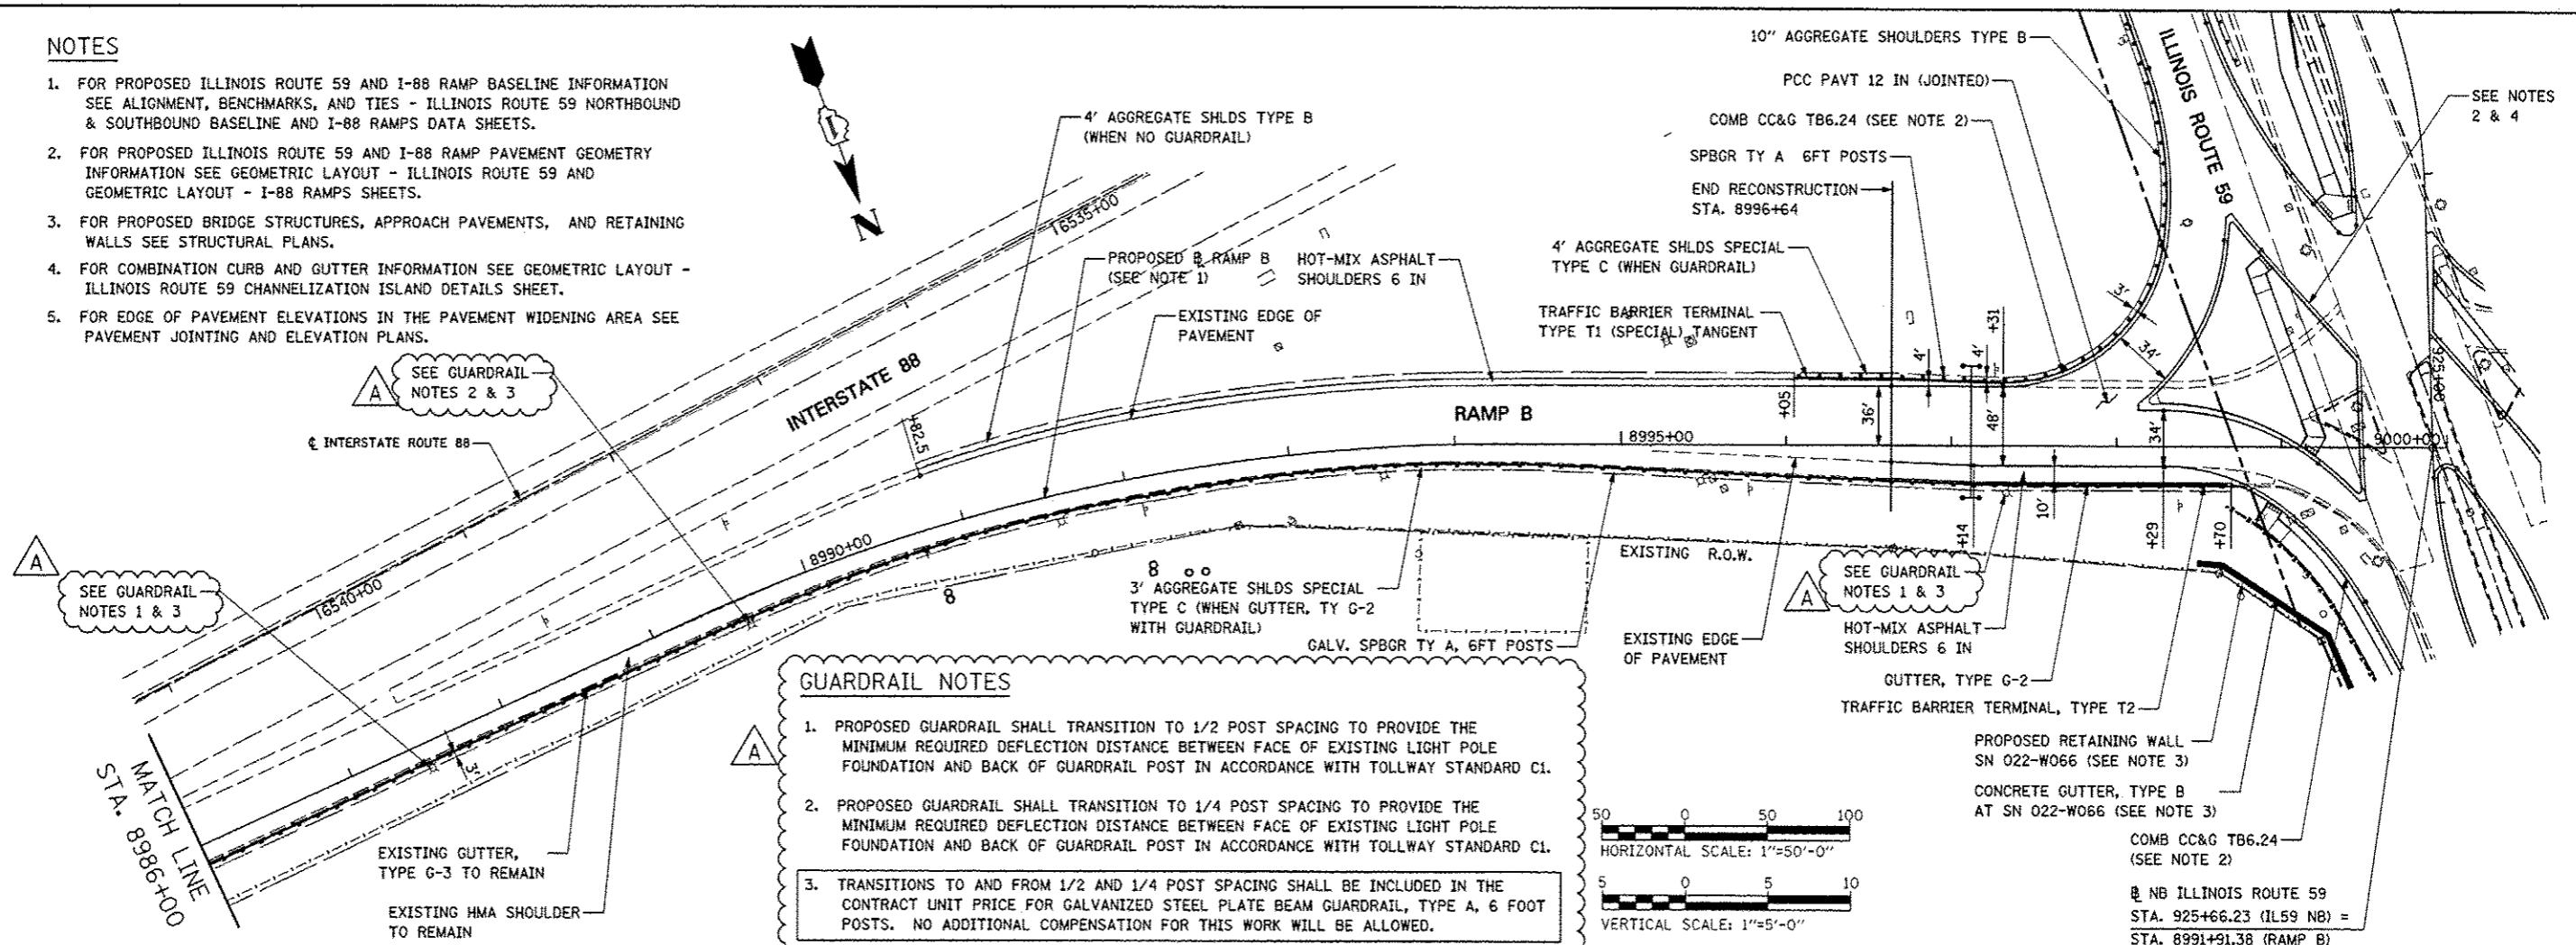 NOTES
1. FOR PROPOSED ILLINOIS ROUTE 59 AND I-88 RAMP BASELINE INFORMATION
SEE ALIGNMENT, BENCHMARKS, AND TIES - ILLINOIS ROUTE 59 NORTHBOUND
& SOUTHBOUND BASELINE AND I-88 RAMPS DATA SHEETS.
2. FOR PROPOSED ILLINOIS ROUTE 59 AND I-88 RAMP PAVEMENT GEOMETRY
INFORMATION SEE GEOMETRIC LAYOUT - ILLINOIS ROUTE 59 AND
GEOMETRIC LAYOUT - I-88 RAMPS SHEETS.
3. FOR PROPOSED BRIDGE STRUCTURES, APPROACH PAVEMENTS, AND RETAINING
WALLS SEE STRUCTURAL PLANS.
4. FOR COMBINATION CURB AND GUTTER INFORMATION SEE GEOMETRIC LAYOUT -
ILLINOIS ROUTE 59 CHANNELIZATION ISLAND DETAILS SHEET.
5. FOR EDGE OF PAVEMENT ELEVATIONS IN THE PAVEMENT WIDENING AREA SEE
PAVEMENT JOINTING AND ELEVATION PLANS.
N
4' AGGREGATE SHLDS TYPE B
(WHEN NO GUARDRAIL)
10" AGGREGATE SHOULDERS TYPE B
PCC PAVT 12 IN (JOINTED)
COMB CC&G TB6.24 (SEE NOTE 2)
SPBGR TY A 6FT POSTS
END RECONSTRUCTION
STA. 8996+64
4' AGGREGATE SHLDS SPECIAL
TYPE C (WHEN GUARDRAIL)
TRAFFIC BARRIER TERMINAL
TYPE T1 (SPECIAL) TANGENT
ILLINOIS ROUTE 59
SEE NOTES
2 & 4
16535+00
PROPOSED ℄ RAMP B
(SEE NOTE 1)
HOT-MIX ASPHALT
SHOULDERS 6 IN
EXISTING EDGE OF
PAVEMENT
A
SEE GUARDRAIL
NOTES 2 & 3
℄ INTERSTATE ROUTE 88
INTERSTATE 88
+82.5
RAMP B
+05
36'
4'
4'
+31
48'
3'
34'
34'
925+00
8995+00
9000+00
8990+00
16540+00
A
SEE GUARDRAIL
NOTES 1 & 3
3'
MATCH LINE
STA. 8986+00
EXISTING GUTTER,
TYPE G-3 TO REMAIN
EXISTING HMA SHOULDER
TO REMAIN
3' AGGREGATE SHLDS SPECIAL
TYPE C (WHEN GUTTER, TY G-2
WITH GUARDRAIL)
GALV. SPBGR TY A, 6FT POSTS
EXISTING R.O.W.
EXISTING EDGE
OF PAVEMENT
+14
10'
+29
+70
A
SEE GUARDRAIL
NOTES 1 & 3
HOT-MIX ASPHALT
SHOULDERS 6 IN
GUTTER, TYPE G-2
TRAFFIC BARRIER TERMINAL, TYPE T2
PROPOSED RETAINING WALL
SN 022-W066 (SEE NOTE 3)
CONCRETE GUTTER, TYPE B
AT SN 022-W066 (SEE NOTE 3)
COMB CC&G TB6.24
(SEE NOTE 2)
℄ NB ILLINOIS ROUTE 59
STA. 925+66.23 (IL59 NB) =
STA. 8991+91.38 (RAMP B)
A
GUARDRAIL NOTES
1. PROPOSED GUARDRAIL SHALL TRANSITION TO 1/2 POST SPACING TO PROVIDE THE
MINIMUM REQUIRED DEFLECTION DISTANCE BETWEEN FACE OF EXISTING LIGHT POLE
FOUNDATION AND BACK OF GUARDRAIL POST IN ACCORDANCE WITH TOLLWAY STANDARD C1.
2. PROPOSED GUARDRAIL SHALL TRANSITION TO 1/4 POST SPACING TO PROVIDE THE
MINIMUM REQUIRED DEFLECTION DISTANCE BETWEEN FACE OF EXISTING LIGHT POLE
FOUNDATION AND BACK OF GUARDRAIL POST IN ACCORDANCE WITH TOLLWAY STANDARD C1.
3. TRANSITIONS TO AND FROM 1/2 AND 1/4 POST SPACING SHALL BE INCLUDED IN THE
CONTRACT UNIT PRICE FOR GALVANIZED STEEL PLATE BEAM GUARDRAIL, TYPE A, 6 FOOT
POSTS. NO ADDITIONAL COMPENSATION FOR THIS WORK WILL BE ALLOWED.
50 0 50 100
HORIZONTAL SCALE: 1"=50'-0"
5 0 5 10
VERTICAL SCALE: 1"=5'-0"